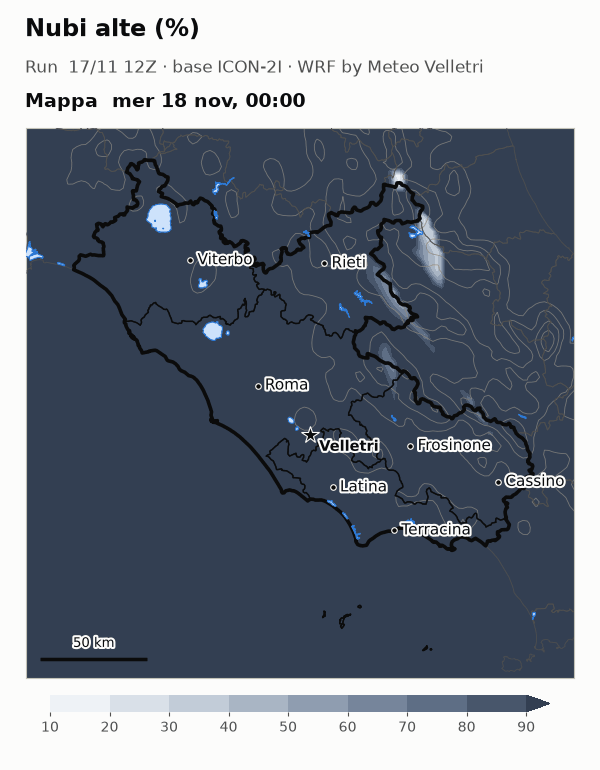 Nubi alte (%)
Run 17/11 12Z · base ICON-2I · WRF by Meteo Velletri
Mappa mer 18 nov, 00:00
Viterbo
Rieti
Roma
Velletri
Frosinone
Latina
Cassino
Terracina
50 km
10 20 30 40 50 60 70 80 90